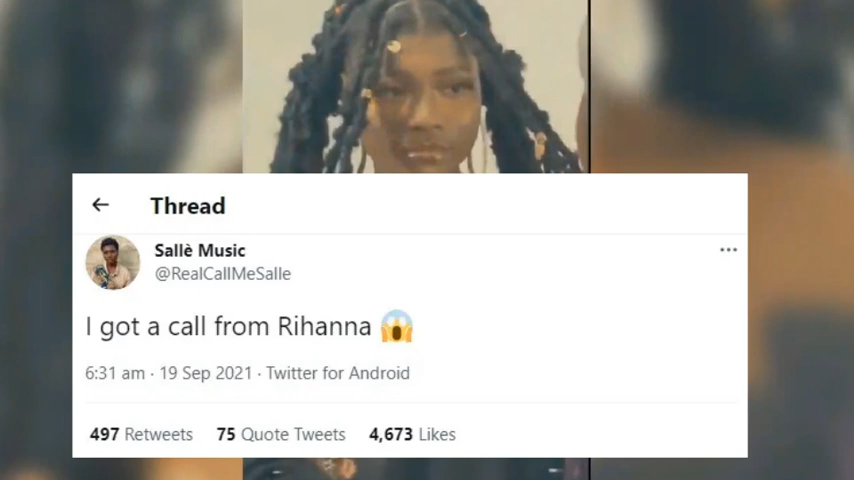 Thread
Sallè Music
@RealCallMeSalle
I got a call from Rihanna 😱
6:31 am · 19 Sep 2021 · Twitter for Android
497 Retweets 75 Quote Tweets 4,673 Likes